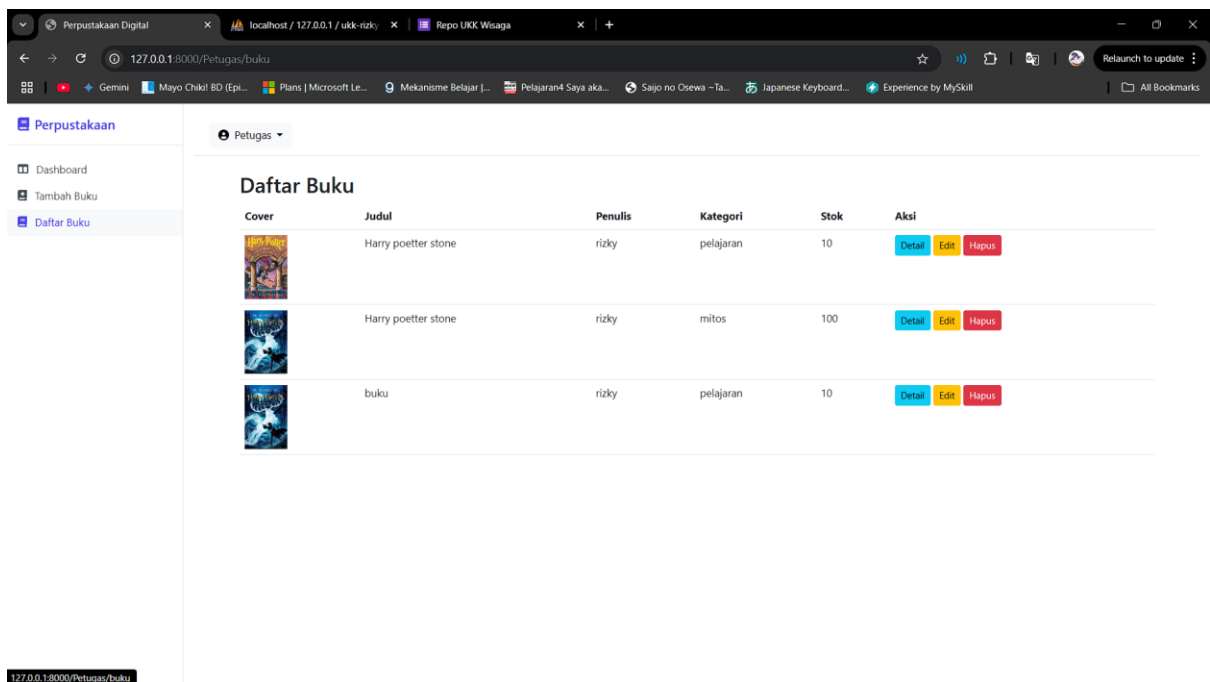 Perpustakaan Digital
localhost / 127.0.0.1 / ukk-rizky
Repo UKK Wisaga
127.0.0.1:8000/Petugas/buku
Relaunch to update
Gemini
Mayo Chiki! BD (Epi...
Plans | Microsoft Le...
Mekanisme Belajar |...
Pelajaran4 Saya aka...
Saijo no Osewa ~Ta...
あ Japanese Keyboard...
Experience by MySkill
All Bookmarks
Perpustakaan
Petugas
Dashboard
Tambah Buku
Daftar Buku
Daftar Buku
Cover Judul Penulis Kategori Stok Aksi
Harry Potter
Harry poetter stone rizky pelajaran 10 Detail Edit Hapus
Harry poetter stone rizky mitos 100 Detail Edit Hapus
buku rizky pelajaran 10 Detail Edit Hapus
127.0.0.1:8000/Petugas/buku